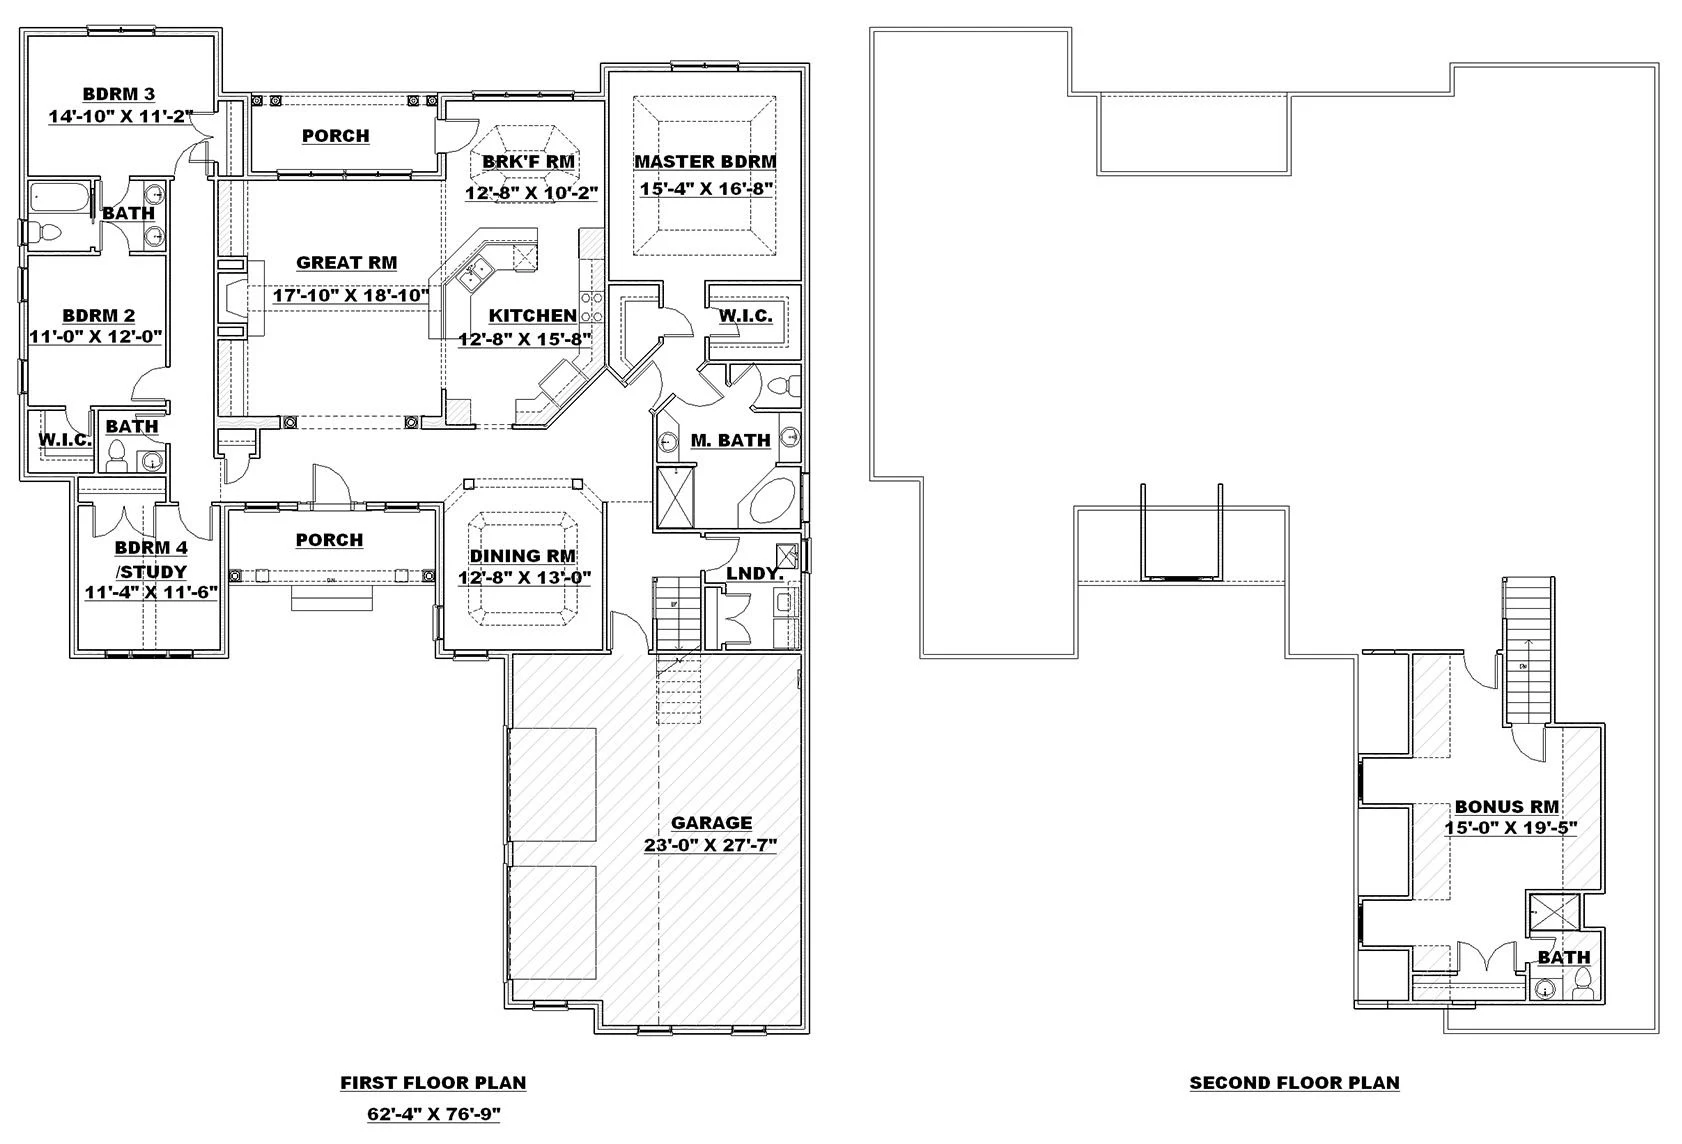 BDRM 3
14'-10" X 11'-2"
PORCH
BRK'F RM
12'-8" X 10'-2"
MASTER BDRM
15'-4" X 16'-8"
BATH
GREAT RM
17'-10" X 18'-10"
BDRM 2
11'-0" X 12'-0"
KITCHEN
12'-8" X 15'-8"
W.I.C.
W.I.C.
BATH
M. BATH
BDRM 4
/STUDY
11'-4" X 11'-6"
PORCH
DN
DINING RM
12'-8" X 13'-0"
LNDY.
GARAGE
23'-0" X 27'-7"
FIRST FLOOR PLAN
62'-4" X 76'-9"
DN
BONUS RM
15'-0" X 19'-5"
BATH
SECOND FLOOR PLAN